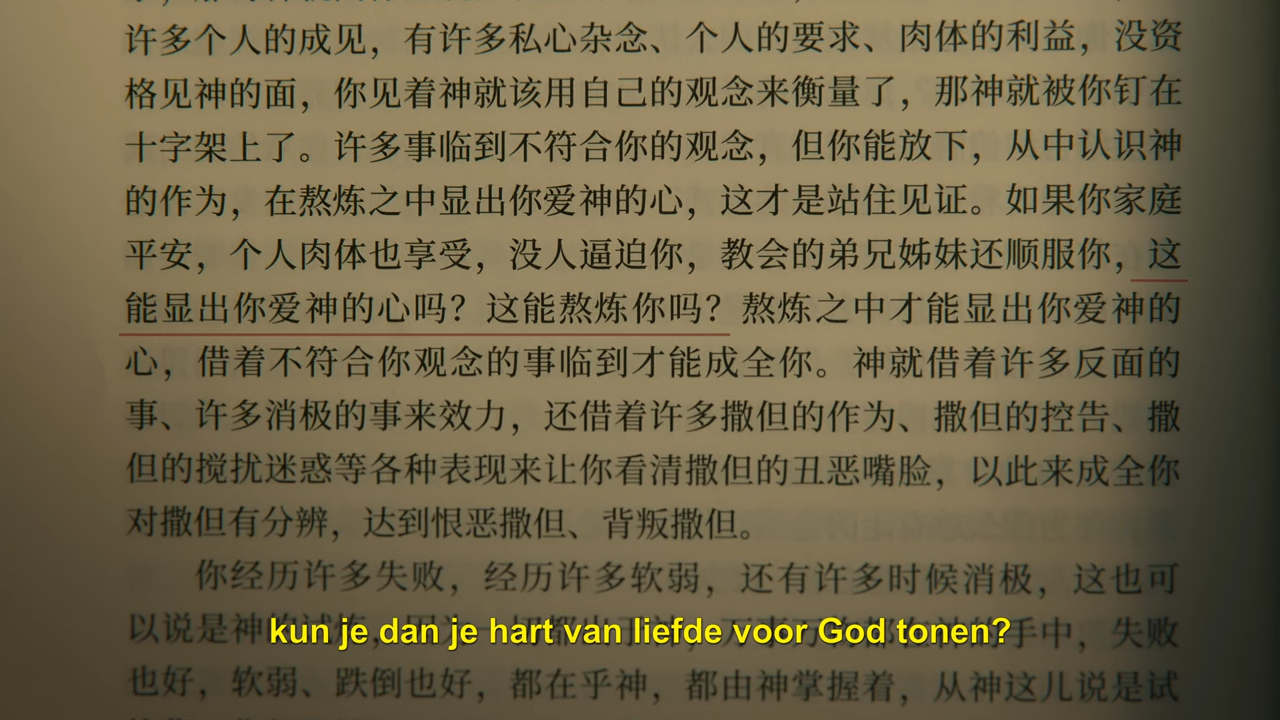 许多个人的成见，有许多私心杂念、个人的要求、肉体的利益，没资
格见神的面，你见着神就该用自己的观念来衡量了，那神就被你钉在
十字架上了。许多事临到不符合你的观念，但你能放下，从中认识神
的作为，在熬炼之中显出你爱神的心，这才是站住见证。如果你家庭
平安，个人肉体也享受，没人逼迫你，教会的弟兄姊妹还顺服你，这
能显出你爱神的心吗？这能熬炼你吗？熬炼之中才能显出你爱神的
心，借着不符合你观念的事临到才能成全你。神就借着许多反面的
事、许多消极的事来效力，还借着许多撒但的作为、撒但的控告、撒
但的搅扰迷惑等各种表现来让你看清撒但的丑恶嘴脸，以此来成全你
对撒但有分辨，达到恨恶撒但、背叛撒但。
你经历许多失败，经历许多软弱，还有许多时候消极，这也可
以说是神的 手中，失败
kun je dan je hart van liefde voor God tonen?
也好，软弱、跌倒也好，都在乎神，都由神掌握着，从神这儿说是试